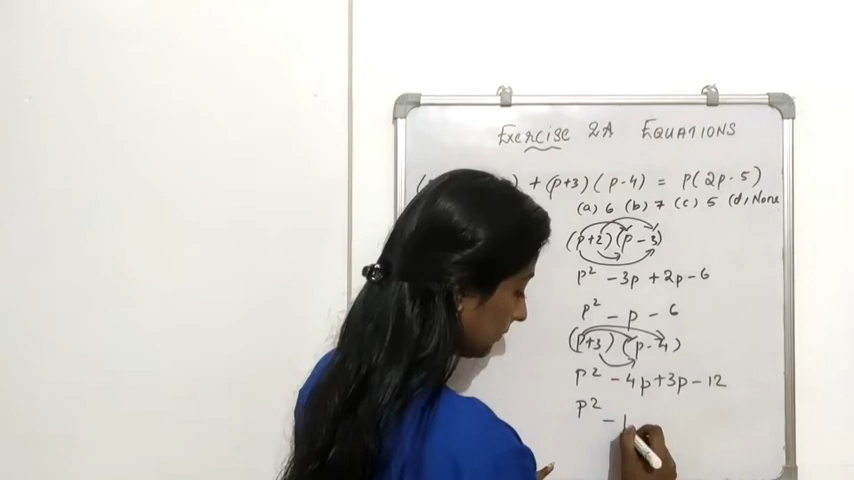 Exercise 2A EQUATIONS
( ) + (p+3)(p-4) = p(2p-5)
(a) 6 (b) 7 (c) 5 (d) None
(p+2)(p-3)
p² - 3p + 2p - 6
p² - p - 6
(p+3)(p-4)
p² - 4p + 3p - 12
p² -